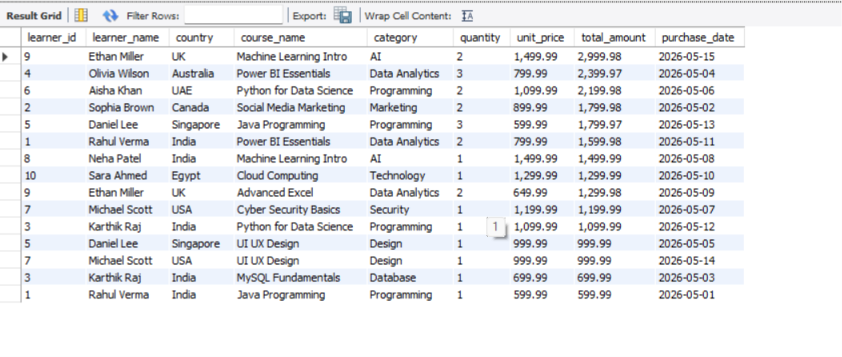 Result Grid Filter Rows: Export: Wrap Cell Content: IA
learner_id learner_name country course_name category quantity unit_price total_amount purchase_date
9 Ethan Miller UK Machine Learning Intro AI 2 1,499.99 2,999.98 2026-05-15
4 Olivia Wilson Australia Power BI Essentials Data Analytics 3 799.99 2,399.97 2026-05-04
6 Aisha Khan UAE Python for Data Science Programming 2 1,099.99 2,199.98 2026-05-06
2 Sophia Brown Canada Social Media Marketing Marketing 2 899.99 1,799.98 2026-05-02
5 Daniel Lee Singapore Java Programming Programming 3 599.99 1,799.97 2026-05-13
1 Rahul Verma India Power BI Essentials Data Analytics 2 799.99 1,599.98 2026-05-11
8 Neha Patel India Machine Learning Intro AI 1 1,499.99 1,499.99 2026-05-08
10 Sara Ahmed Egypt Cloud Computing Technology 1 1,299.99 1,299.99 2026-05-10
9 Ethan Miller UK Advanced Excel Data Analytics 2 649.99 1,299.98 2026-05-09
7 Michael Scott USA Cyber Security Basics Security 1 1,199.99 1,199.99 2026-05-07
3 Karthik Raj India Python for Data Science Programming 1 1 1,099.99 1,099.99 2026-05-12
5 Daniel Lee Singapore UI UX Design Design 1 999.99 999.99 2026-05-05
7 Michael Scott USA UI UX Design Design 1 999.99 999.99 2026-05-14
3 Karthik Raj India MySQL Fundamentals Database 1 699.99 699.99 2026-05-03
1 Rahul Verma India Java Programming Programming 1 599.99 599.99 2026-05-01